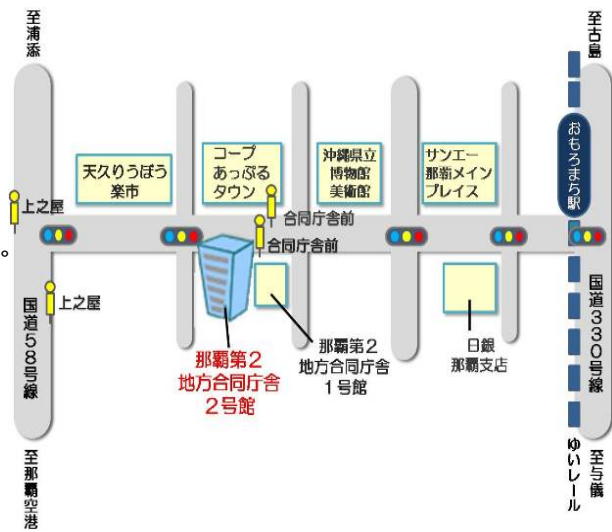 至浦添
至古島
おもろまち駅
天久りうぼう
楽市
コープ
あっぷる
タウン
沖縄県立
博物館
美術館
サンエー
那覇メイン
プレイス
上之屋
合同庁舎前
合同庁舎前
。
上之屋
国道58号線
国道330号線
那覇第2
地方合同庁舎
2号館
那覇第2
地方合同庁舎
1号館
日銀
那覇支店
至那覇空港
ゆいレール
至与儀